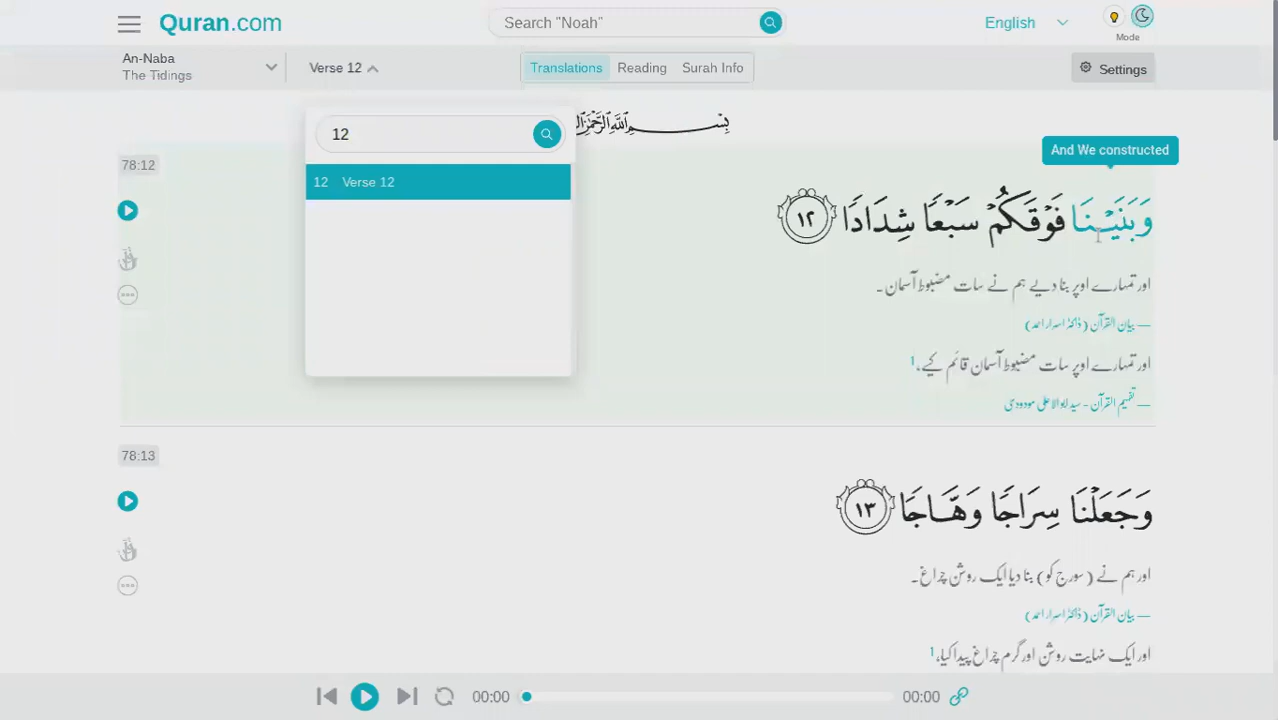 Quran.com
Search "Noah"
English
Mode
An-Naba
The Tidings
Verse 12
Translations
Reading
Surah Info
Settings
12
12 Verse 12
And We constructed
78:12
وَبَنَيْنَا فَوْقَكُمْ سَبْعًا شِدَادًا ١٢
اور تمہارے اوپر بنا دیے ہم نے سات مضبوط آسمان۔
— بیان القرآن (ڈاکٹر اسرار احمد)
اور تمہارے اوپر سات مضبوط آسمان قائم کیے، 1
— تفہیم القرآن - سید ابو الاعلی مودودی
78:13
وَجَعَلْنَا سِرَاجًا وَهَّاجًا ١٣
اور ہم نے (سورج کو) بنا دیا ایک روشن چراغ۔
— بیان القرآن (ڈاکٹر اسرار احمد)
اور ایک نہایت روشن اور گرم چراغ پیدا کیا، 1
00:00
00:00